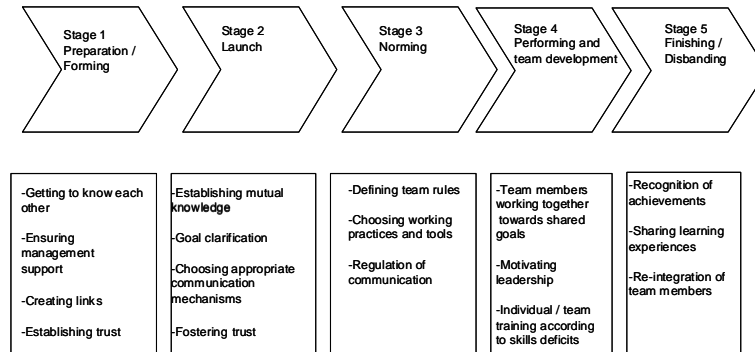 Stage 1
Preparation /
Forming
Stage 2
Launch
Stage 3
Norming
Stage 4
Performing and
team development
Stage 5
Finishing /
Disbanding
-Getting to know each
other
-Ensuring
management
support
-Creating links
-Establishing trust
-Establishing mutual
knowledge
-Goal clarification
-Choosing appropriate
communication
mechanisms
-Fostering trust
-Defining team rules
-Choosing working
practices and tools
-Regulation of
communication
-Team members
working together
towards shared
goals
-Motivating
leadership
-Individual / team
training according
to skills deficits
-Recognition of
achievements
-Sharing learning
experiences
-Re-integration of
team members